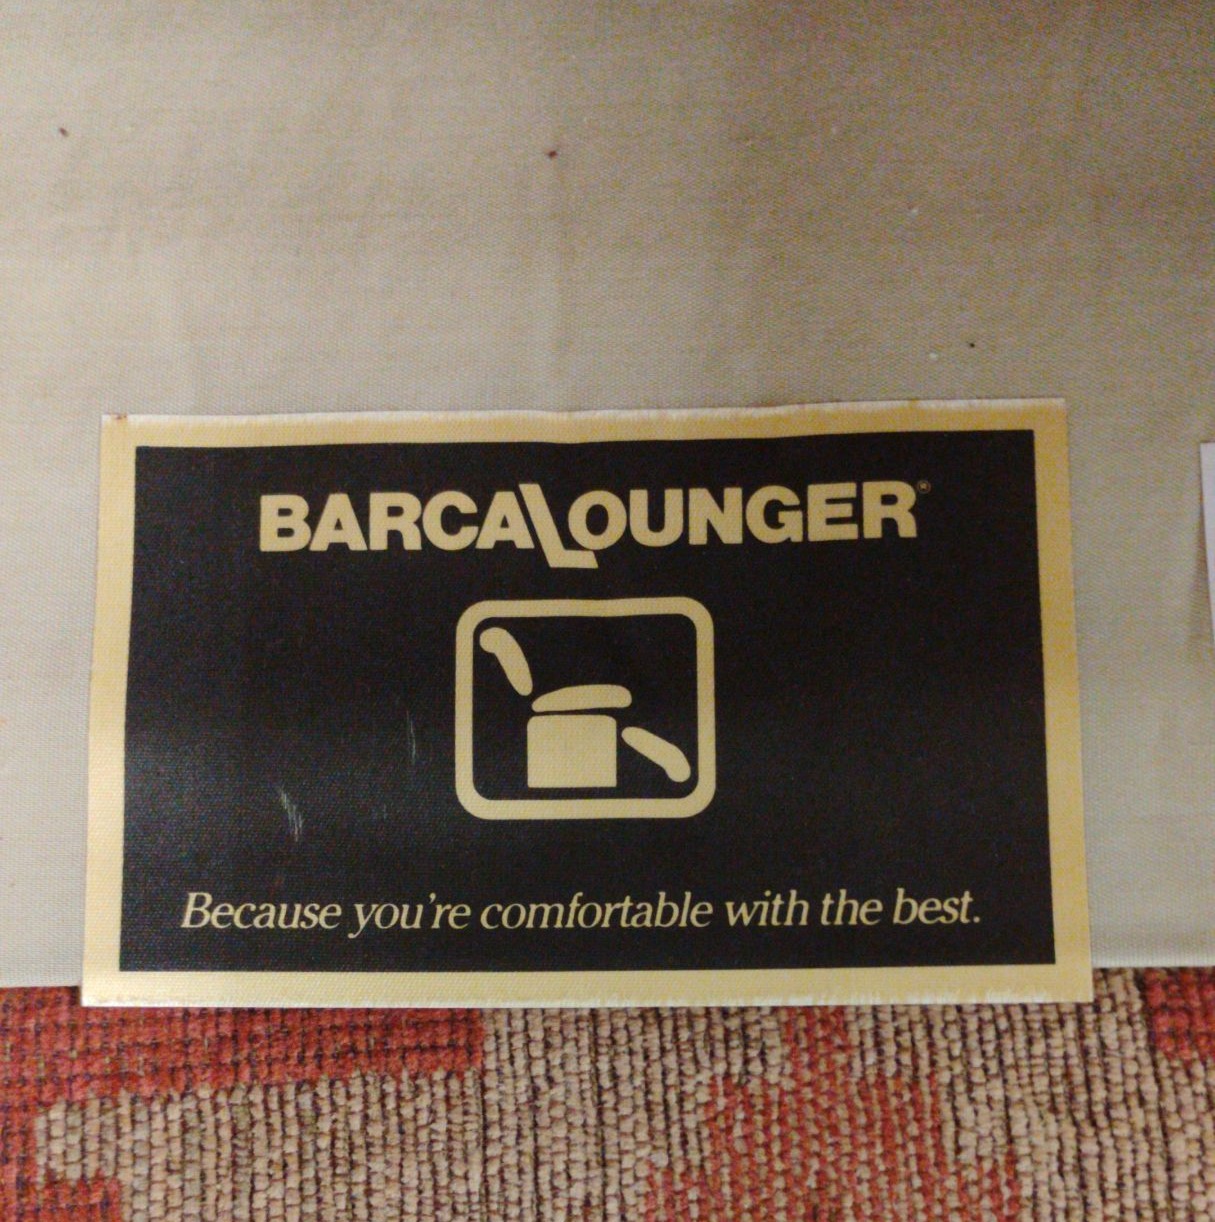 BARCALOUNGER®
Because you're comfortable with the best.